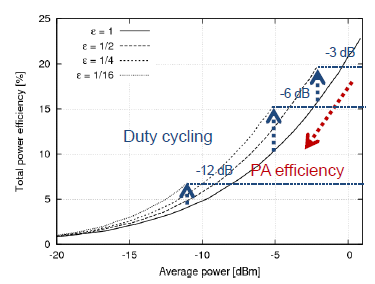 Total power efficiency [%]
25
20
15
10
5
0
ε = 1
ε = 1/2
ε = 1/4
ε = 1/16
-3 dB
-6 dB
Duty cycling
-12 dB
PA efficiency
-20
-15
-10
-5
0
Average power [dBm]